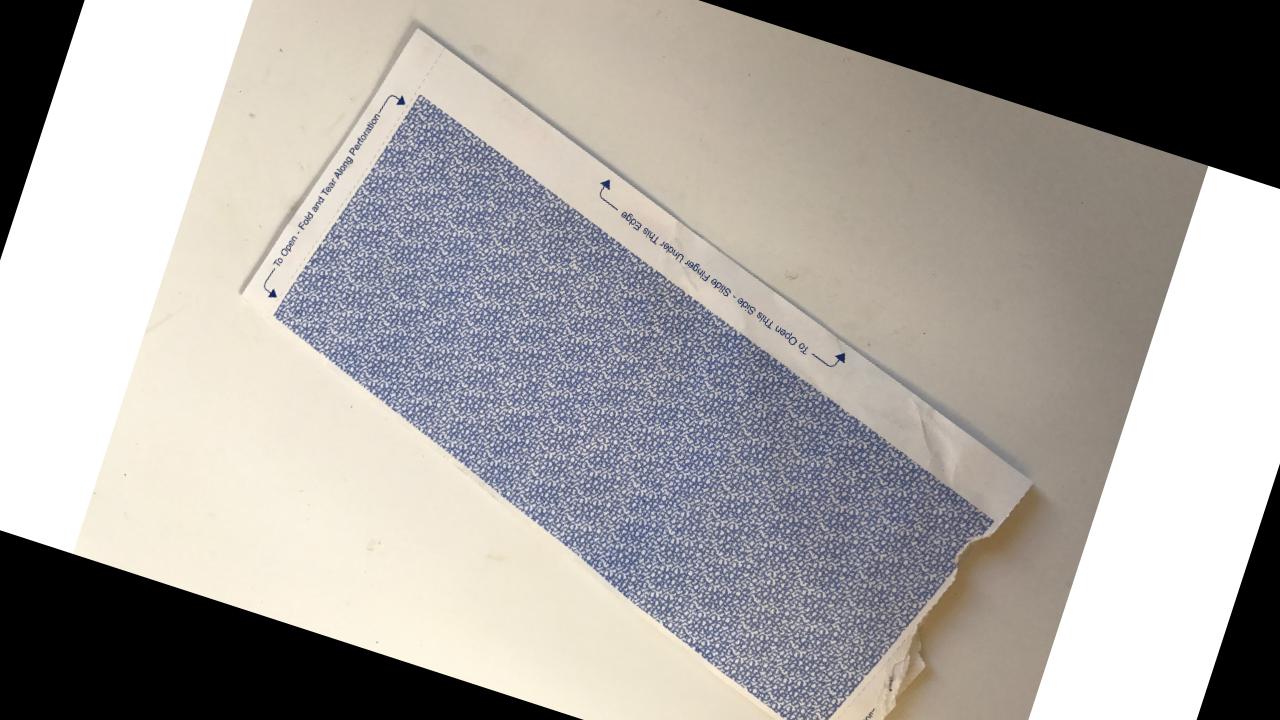 To Open - Fold and Tear Along Perforation
To Open This Side - Slide Finger Under This Edge